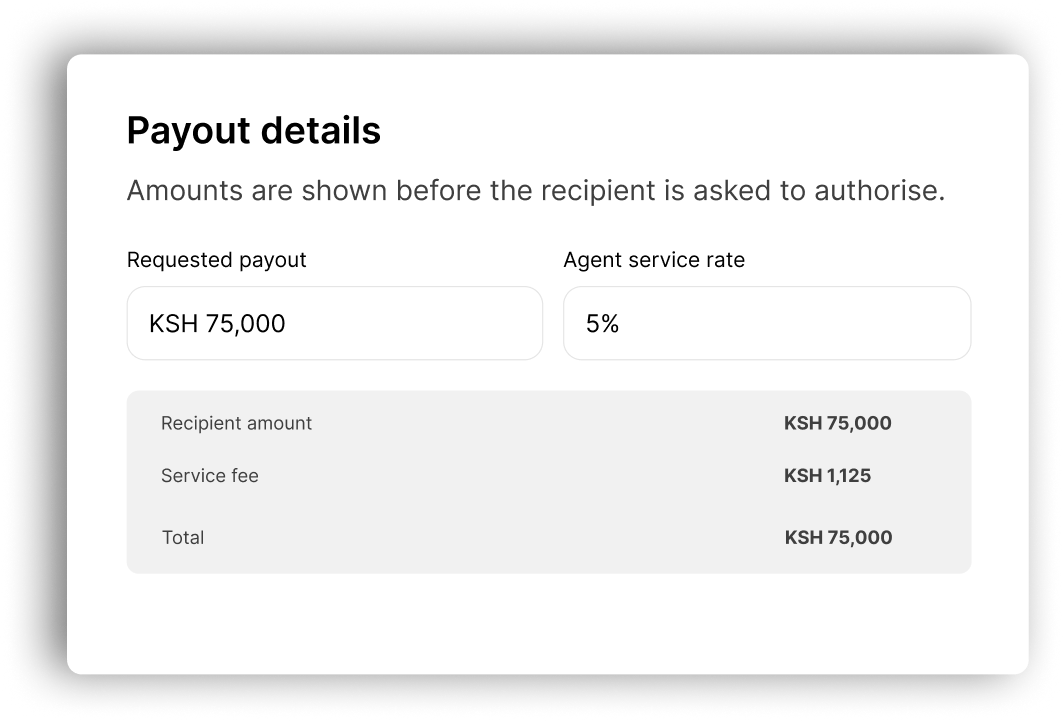 Payout details
Amounts are shown before the recipient is asked to authorise.
Requested payout
Agent service rate
KSH 75,000
5%
Recipient amount KSH 75,000
Service fee KSH 1,125
Total KSH 75,000